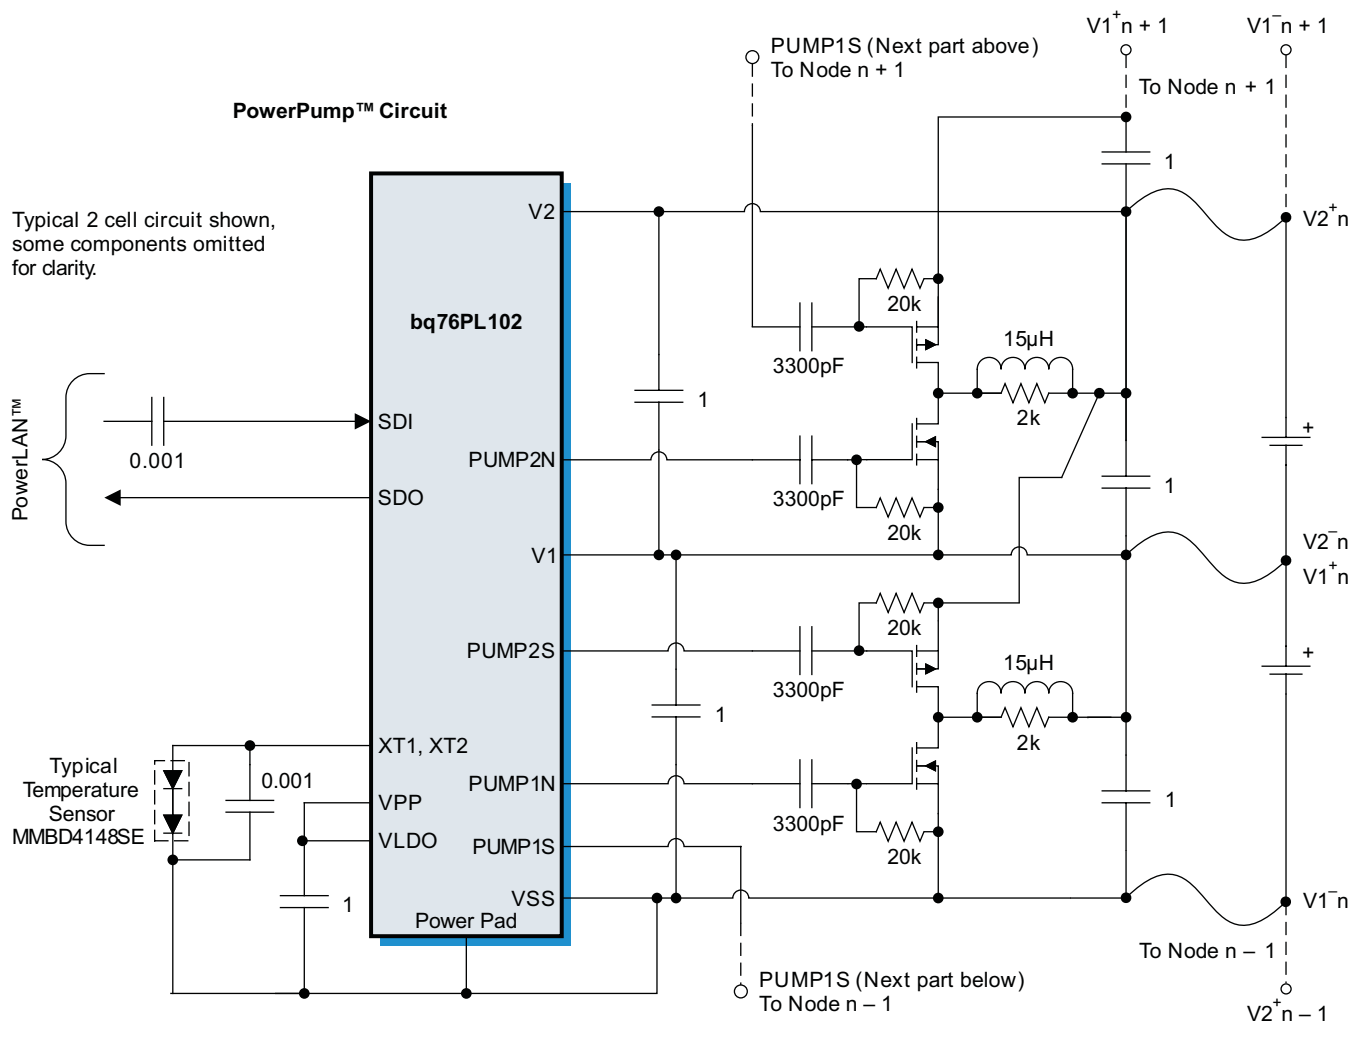 V1+n + 1
V1–n + 1
PUMP1S (Next part above)
To Node n + 1
To Node n + 1
PowerPump™ Circuit
1
Typical 2 cell circuit shown,
some components omitted
for clarity.
V2
V2+n
20k
bq76PL102
15µH
3300pF
1
2k
PowerLAN™
SDI
0.001
PUMP2N
+
3300pF
1
SDO
20k
V1
V2–n
V1+n
20k
PUMP2S
+
15µH
3300pF
1
2k
XT1, XT2
Typical
Temperature
Sensor
MMBD4148SE
0.001
PUMP1N
VPP
3300pF
1
VLDO
PUMP1S
20k
1
VSS
V1–n
Power Pad
To Node n – 1
PUMP1S (Next part below)
To Node n – 1
V2+n – 1